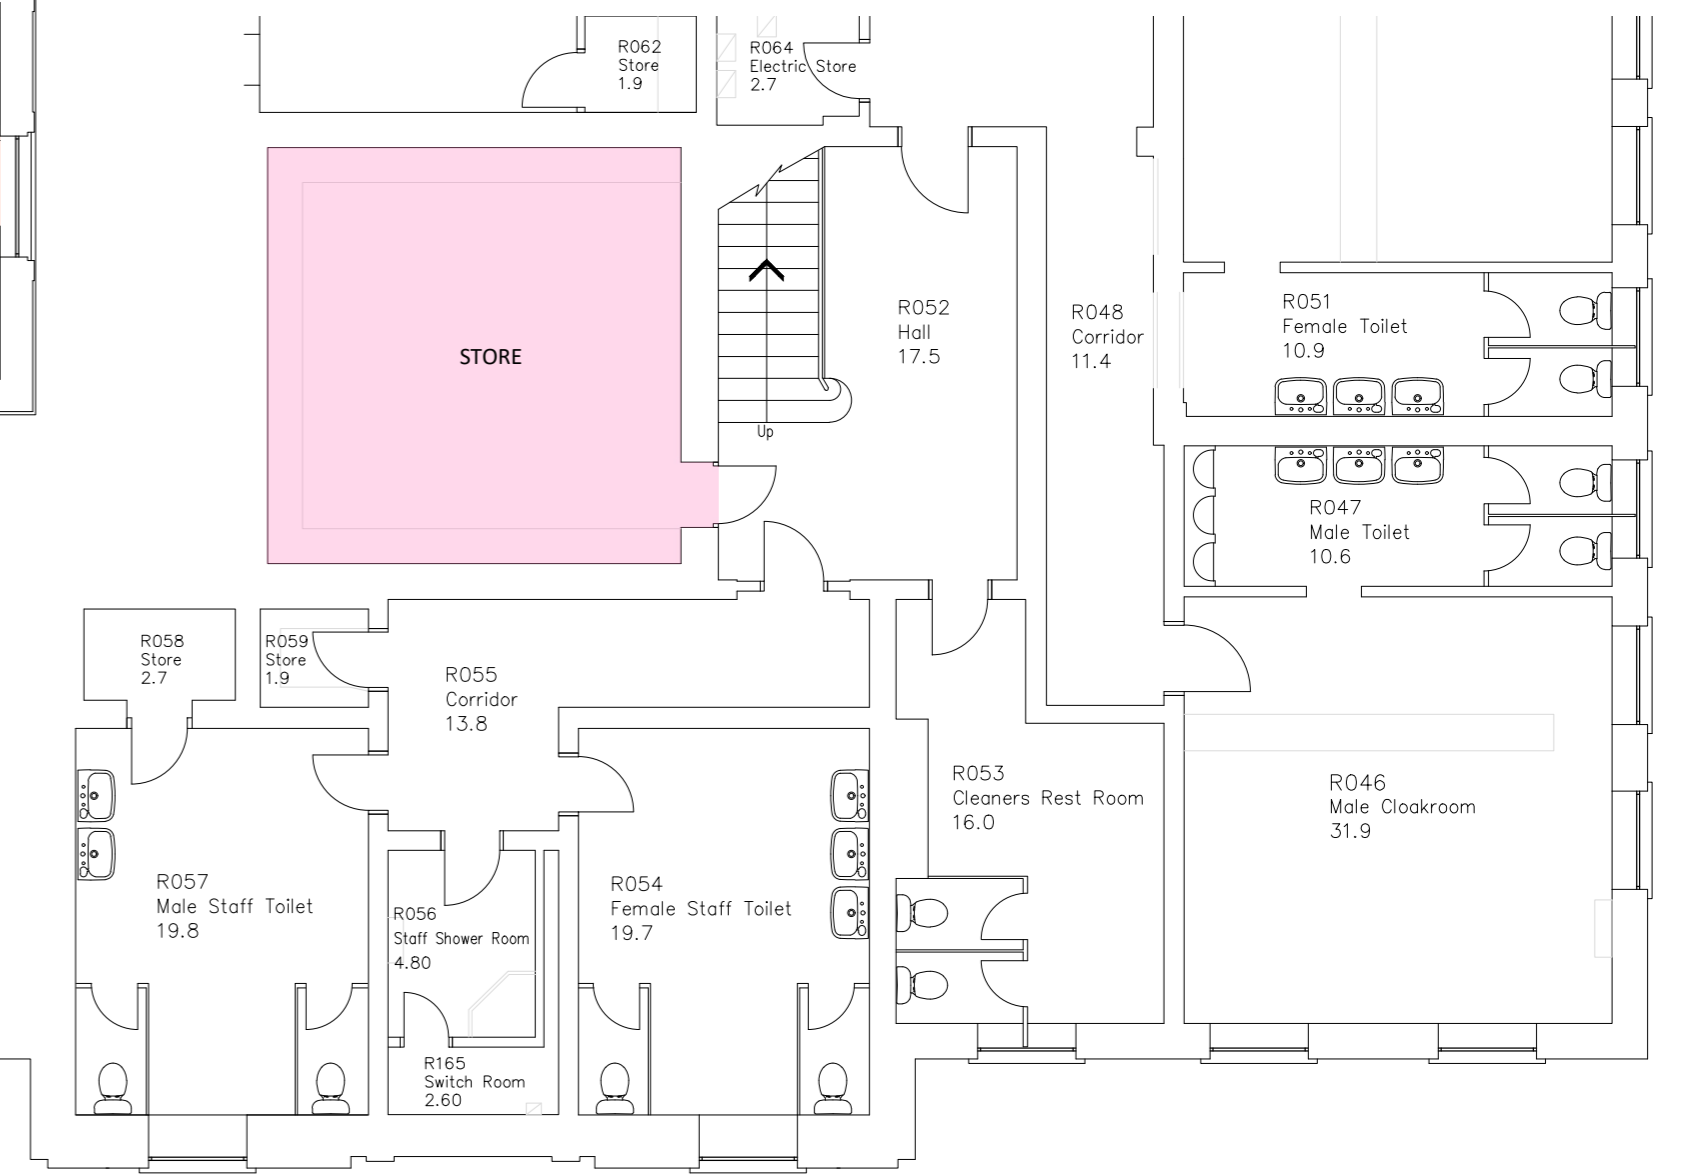 R062
Store
1.9
R064
Electric Store
2.7
STORE
Up
R052
Hall
17.5
R048
Corridor
11.4
R051
Female Toilet
10.9
R047
Male Toilet
10.6
R058
Store
2.7
R059
Store
1.9
R055
Corridor
13.8
R053
Cleaners Rest Room
16.0
R046
Male Cloakroom
31.9
R057
Male Staff Toilet
19.8
R056
Staff Shower Room
4.80
R054
Female Staff Toilet
19.7
R165
Switch Room
2.60